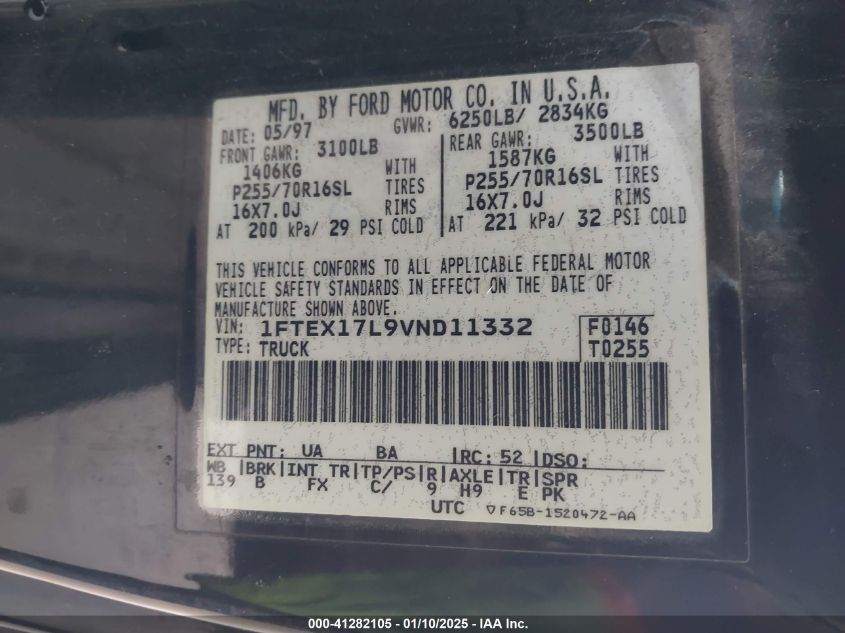 MFD. BY FORD MOTOR CO. IN U.S.A.
DATE: 05/97 GVWR: 6250LB/ 2834KG
FRONT GAWR: 3100LB REAR GAWR: 3500LB
1406KG WITH 1587KG WITH
P255/70R16SL TIRES P255/70R16SL TIRES
16X7.0J RIMS 16X7.0J RIMS
AT 200 kPa/ 29 PSI COLD AT 221 kPa/ 32 PSI COLD
THIS VEHICLE CONFORMS TO ALL APPLICABLE FEDERAL MOTOR
VEHICLE SAFETY STANDARDS IN EFFECT ON THE DATE OF
MANUFACTURE SHOWN ABOVE.
VIN: 1FTEX17L9VND11332 F0146
TYPE: TRUCK T0255
EXT PNT: UA BA RC: 52 DSO:
WB BRK INT TR TP/PS R AXLE TR SPR
139 B FX C/ 9 H9 E PK
UTC ▽F65B-1520472-AA
000-41282105 - 01/10/2025 - IAA Inc.